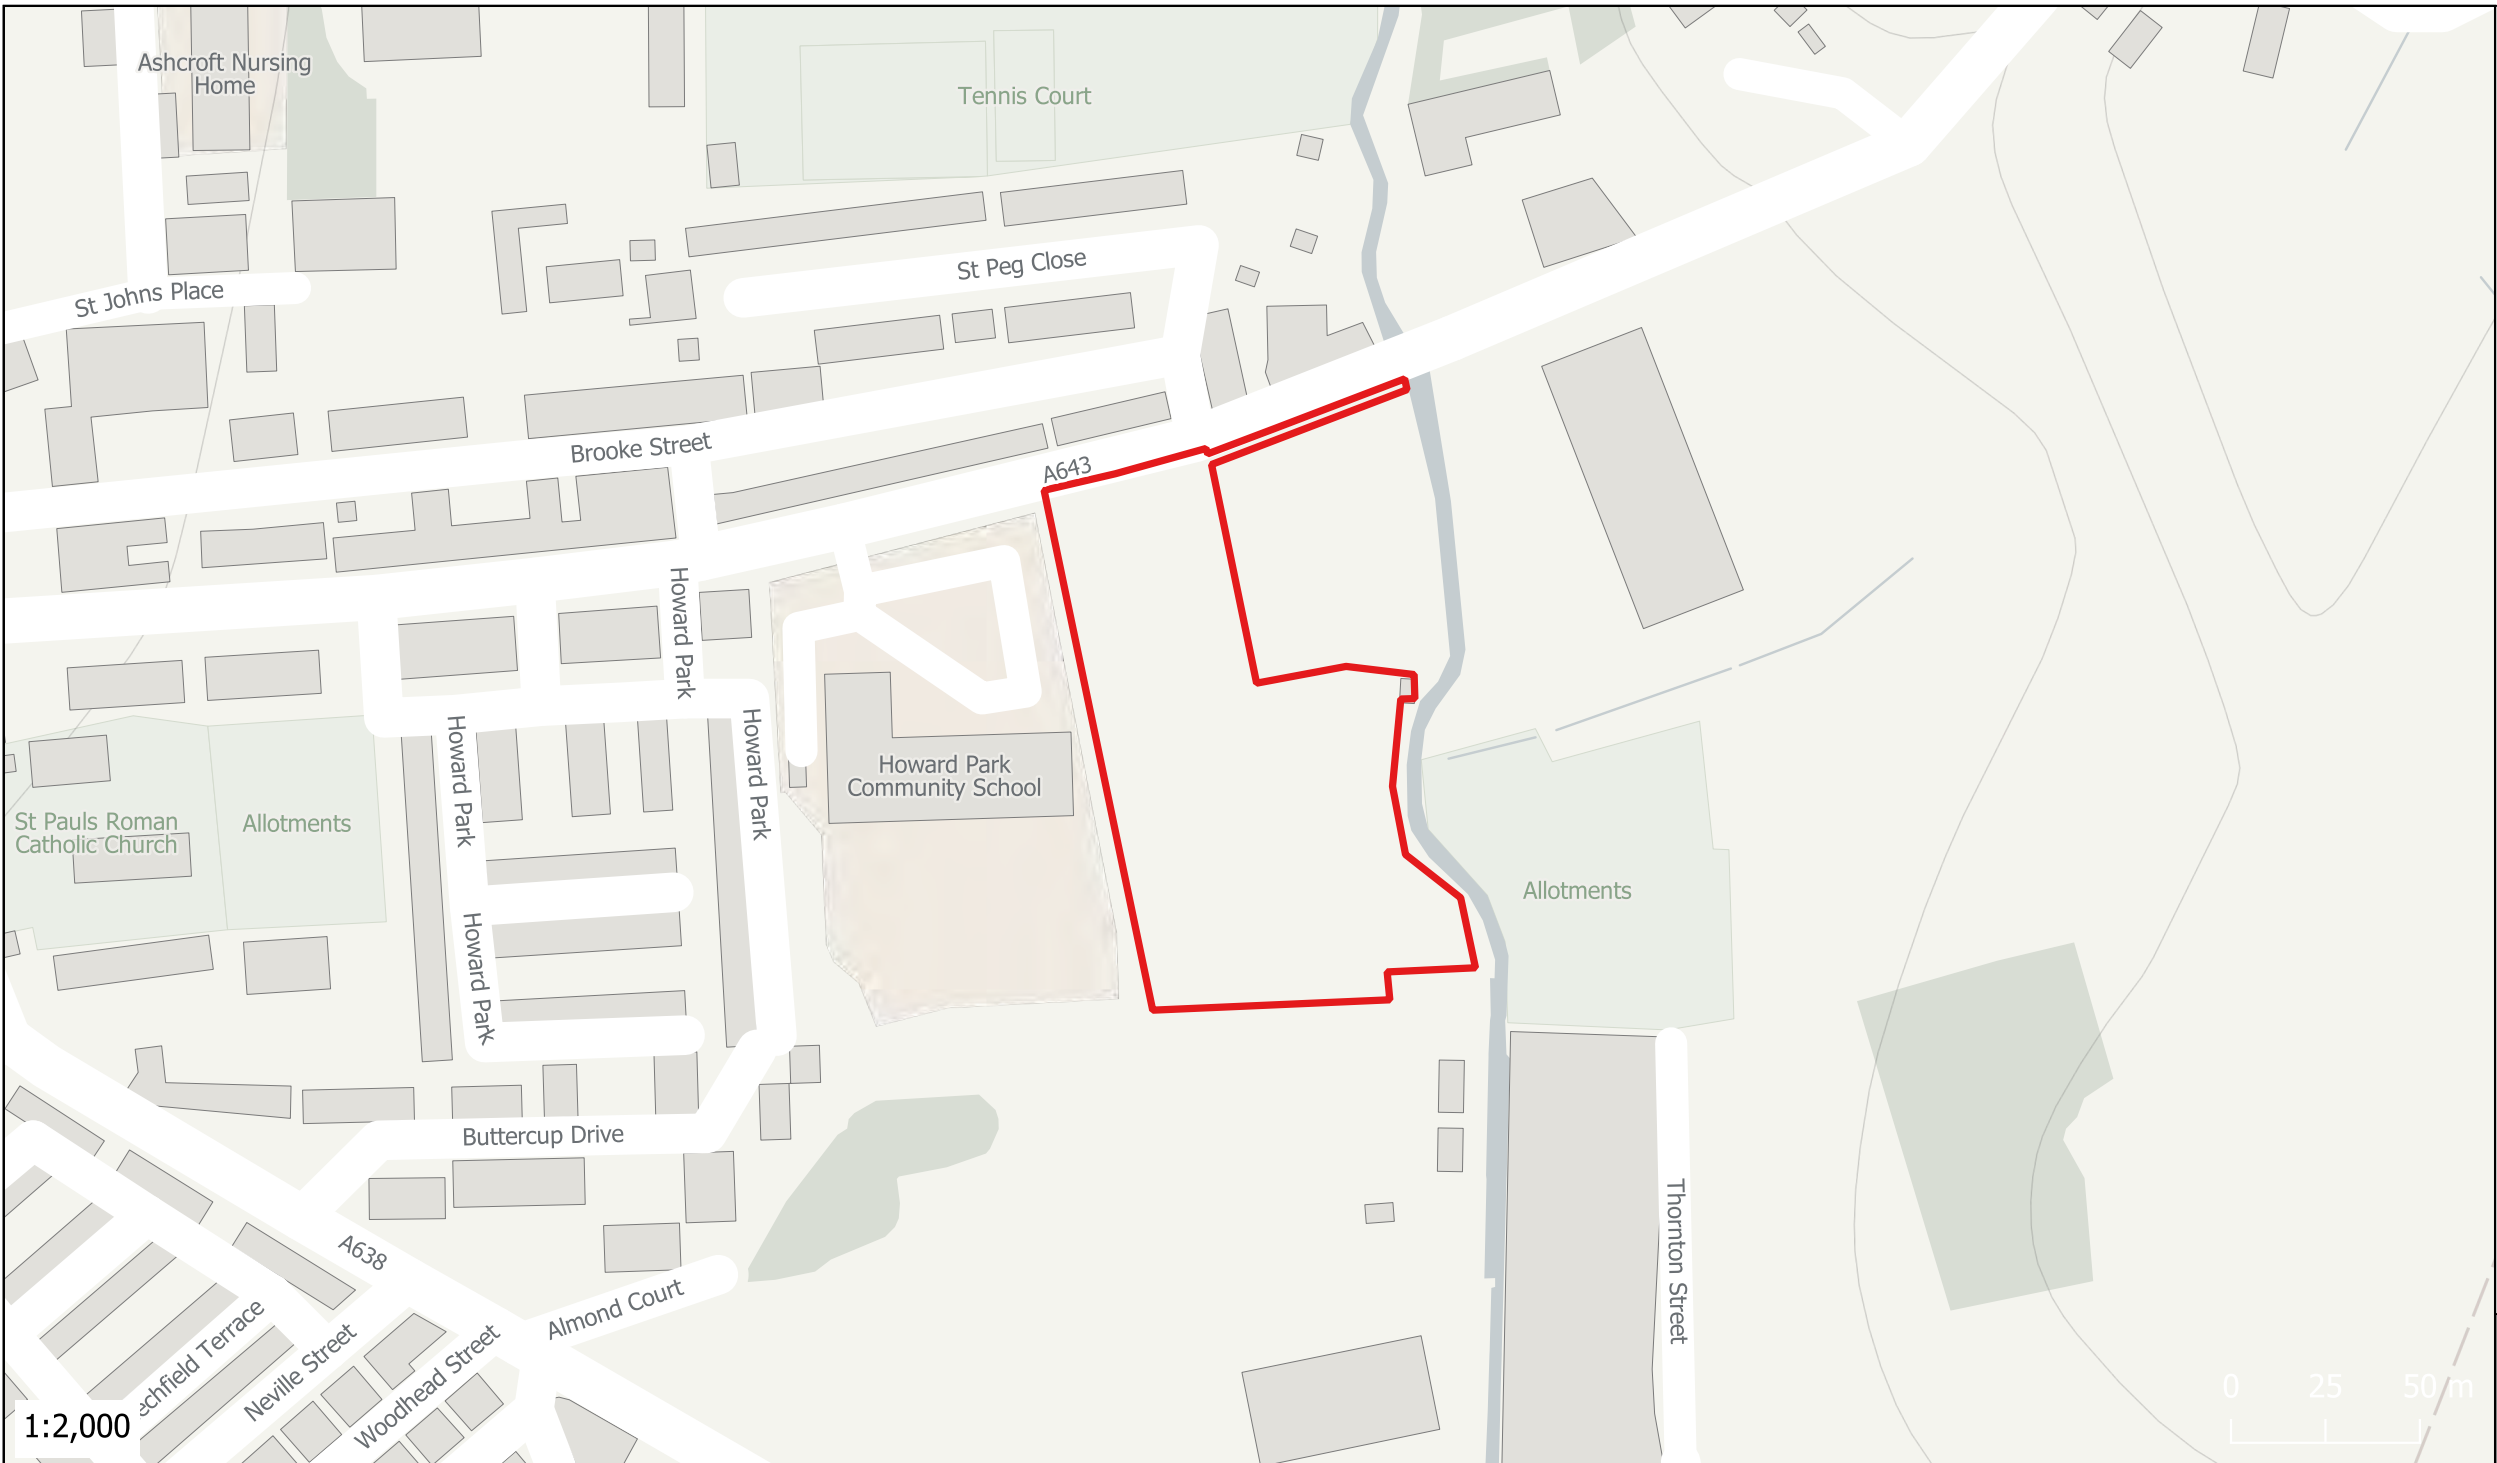 Ashcroft Nursing
Home
Tennis Court
St Peg Close
St Johns Place
Brooke Street
A643
Howard Park
Howard Park
Howard Park
Howard Park
Community School
St Pauls Roman
Catholic Church
Allotments
Allotments
Howard Park
Buttercup Drive
A638
Almond Court
Thornton Street
echfield Terrace
Neville Street
Woodhead Street
1:2,000
0 25 50 m